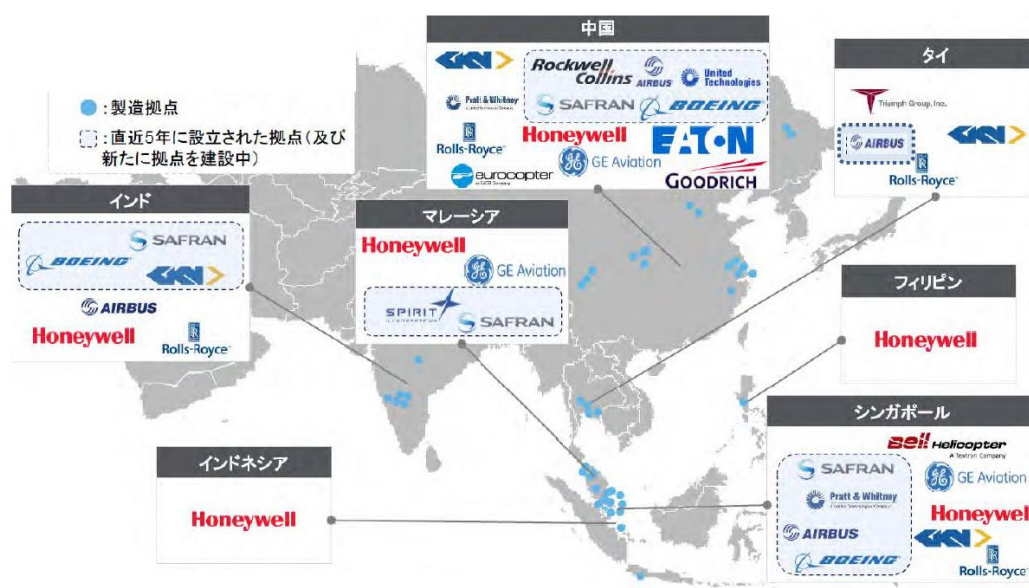 ●:製造拠点
:直近5年に設立された拠点(及び
新たに拠点を建設中)
中国
GKN
Rockwell
Collins
AIRBUS
United
Technologies
Pratt & Whitney
SAFRAN
BOEING
Rolls-Royce
Honeywell
EATON
eurocopter
GE Aviation
GOODRICH
タイ
Triumph Group, Inc.
AIRBUS
GKN
Rolls-Royce
インド
SAFRAN
BOEING
GKN
AIRBUS
Honeywell
Rolls-Royce
マレーシア
Honeywell
GE Aviation
SPIRIT
SAFRAN
フィリピン
Honeywell
インドネシア
Honeywell
シンガポール
Bell Helicopter
A Textron Company
SAFRAN
GE Aviation
Pratt & Whitney
Honeywell
AIRBUS
GKN
BOEING
Rolls-Royce